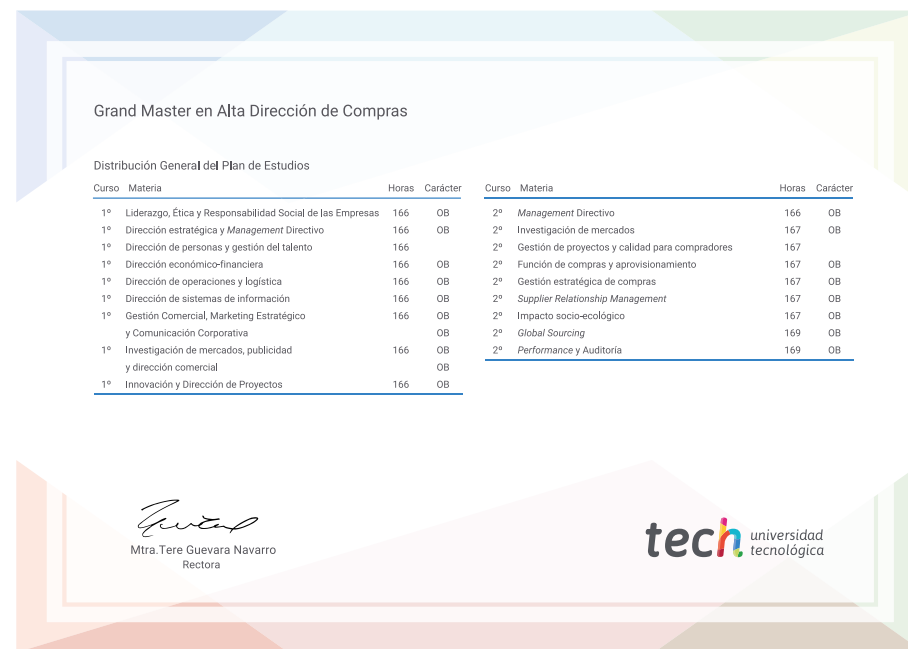 Grand Master en Alta Dirección de Compras
Distribución General del Plan de Estudios
Curso Materia Horas Carácter
1º Liderazgo, Ética y Responsabilidad Social de las Empresas 166 OB
1º Dirección estratégica y Management Directivo 166 OB
1º Dirección de personas y gestión del talento 166
1º Dirección económico-financiera 166 OB
1º Dirección de operaciones y logística 166 OB
1º Dirección de sistemas de información 166 OB
1º Gestión Comercial, Marketing Estratégico 166 OB
y Comunicación Corporativa OB
1º Investigación de mercados, publicidad 166 OB
y dirección comercial OB
1º Innovación y Dirección de Proyectos 166 OB
Curso Materia Horas Carácter
2º Management Directivo 166 OB
2º Investigación de mercados 167 OB
2º Gestión de proyectos y calidad para compradores 167
2º Función de compras y aprovisionamiento 167 OB
2º Gestión estratégica de compras 167 OB
2º Supplier Relationship Management 167 OB
2º Impacto socio-ecológico 167 OB
2º Global Sourcing 169 OB
2º Performance y Auditoría 169 OB
Mtra.Tere Guevara Navarro
Rectora
tech universidad
tecnológica